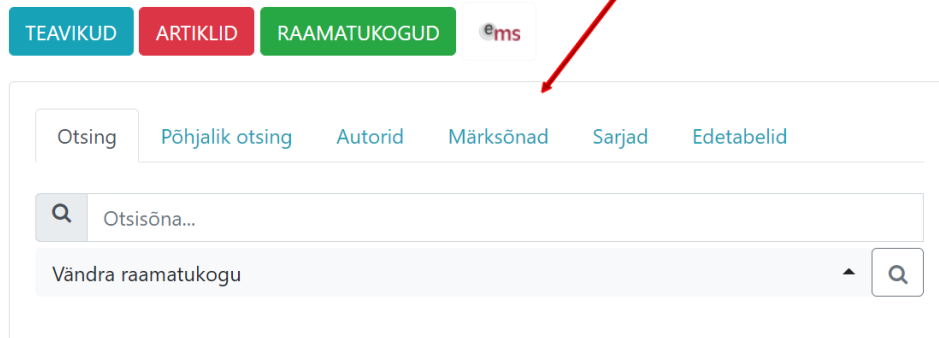 TEAVIKUD ARTIKLID RAAMATUKOGUD ems
Otsing Põhjalik otsing Autorid Märksõnad Sarjad Edetabelid
Otsisõna...
Vändra raamatukogu